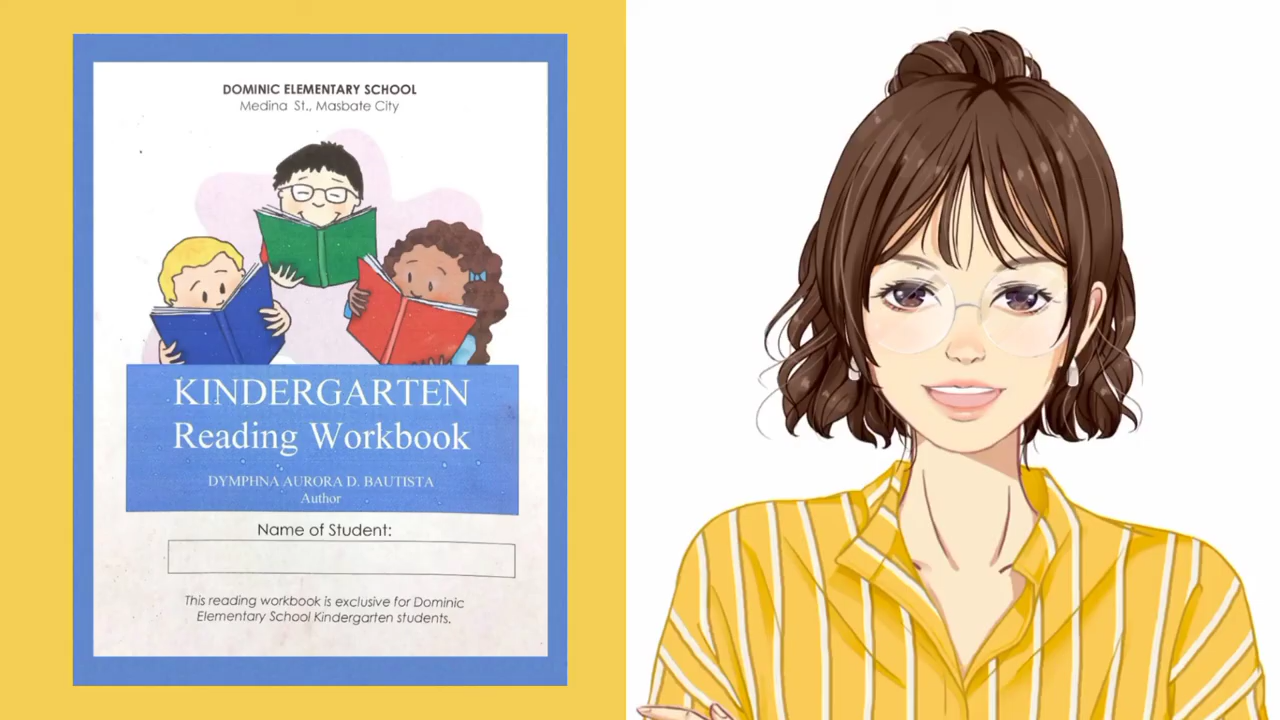 DOMINIC ELEMENTARY SCHOOL
Medina St., Masbate City
KINDERGARTEN
Reading Workbook
DYMPHNA AURORA D. BAUTISTA
Author
Name of Student:
This reading workbook is exclusive for Dominic
Elementary School Kindergarten students.